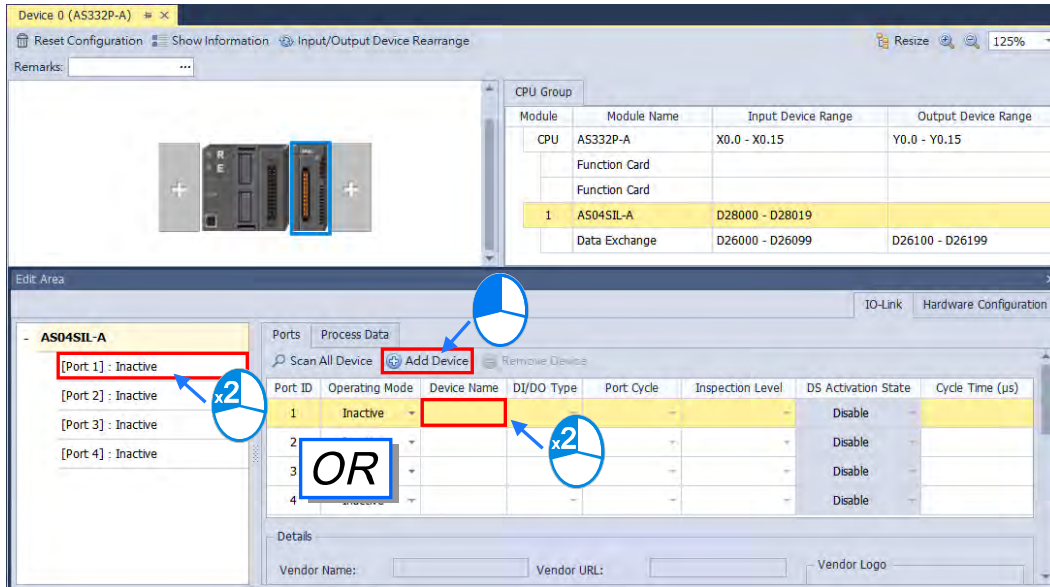 Device 0 (AS332P-A)
Reset Configuration Show Information Input/Output Device Rearrange Resize 125%
Remarks: ...
CPU Group
Module Module Name Input Device Range Output Device Range
CPU AS332P-A X0.0 - X0.15 Y0.0 - Y0.15
Function Card
Function Card
1 AS04SIL-A D28000 - D28019
Data Exchange D26000 - D26099 D26100 - D26199
R
E
Edit Area
IO-Link Hardware Configuration
AS04SIL-A
[Port 1] : Inactive
[Port 2] : Inactive
[Port 3] : Inactive
[Port 4] : Inactive
x2
Ports Process Data
Scan All Device Add Device Remove Device
Port ID Operating Mode Device Name DI/DO Type Port Cycle Inspection Level DS Activation State Cycle Time (µs)
1 Inactive Disable
x2
2 Disable
3 Disable
4 Disable
OR
Details
Vendor Name: Vendor URL: Vendor Logo